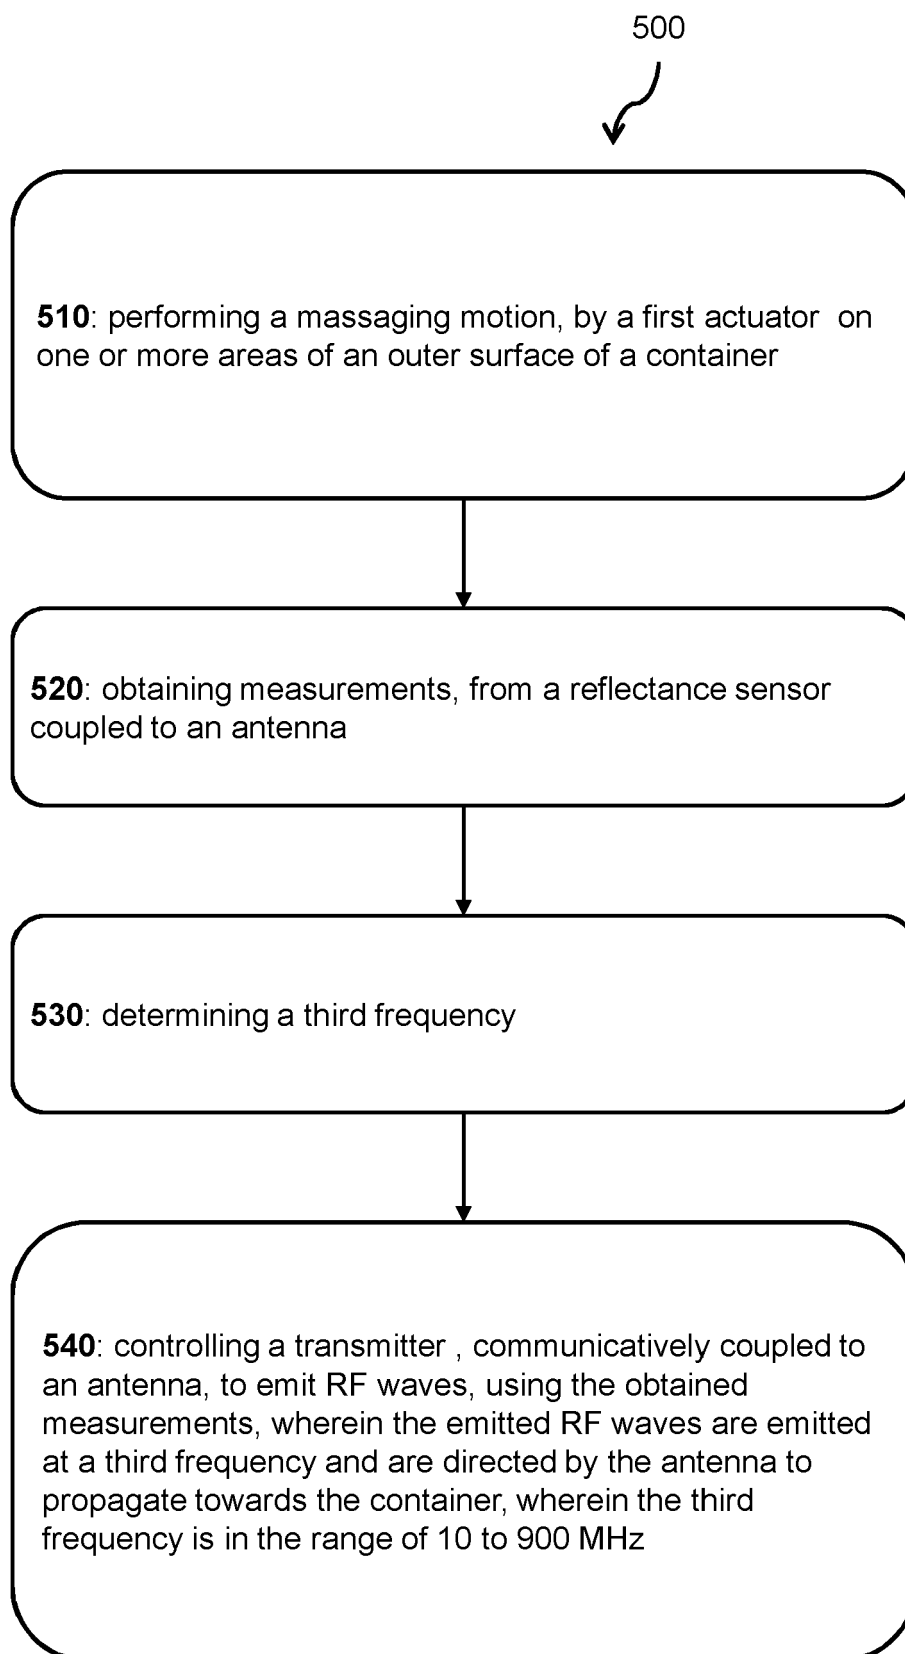 500
510: performing a massaging motion, by a first actuator  on
one or more areas of an outer surface of a container
520: obtaining measurements, from a reflectance sensor
coupled to an antenna
530: determining a third frequency
540: controlling a transmitter , communicatively coupled to
an antenna, to emit RF waves, using the obtained
measurements, wherein the emitted RF waves are emitted
at a third frequency and are directed by the antenna to
propagate towards the container, wherein the third
frequency is in the range of 10 to 900 MHz